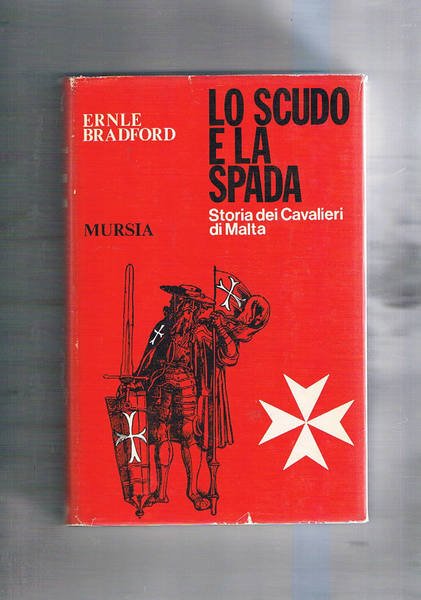 ERNLE
BRADFORD
LO SCUDO
E LA
SPADA
Storia dei Cavalieri
di Malta
MURSIA